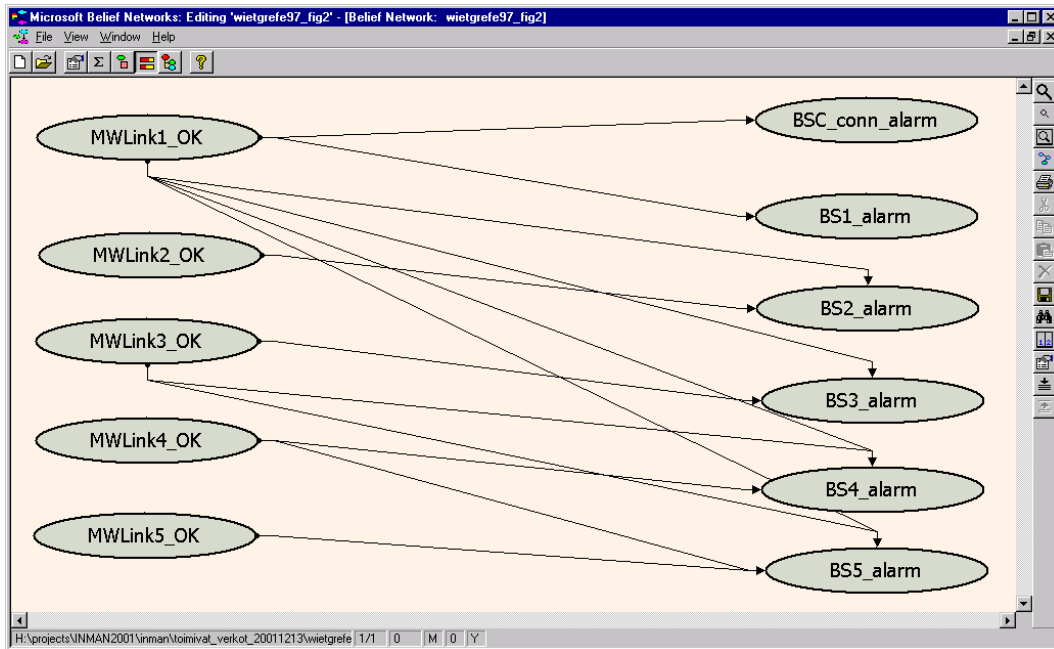 Microsoft Belief Networks: Editing 'wietgrefe97_fig2' - [Belief Network: wietgrefe97_fig2]
File View Window Help
MWLink1_OK
BSC_conn_alarm
BS1_alarm
MWLink2_OK
BS2_alarm
MWLink3_OK
BS3_alarm
MWLink4_OK
BS4_alarm
MWLink5_OK
BS5_alarm
H:\projects\INMAN2001\inman\toimivat_verkot_20011213\wietgrefe 1/1 0 M 0 Y